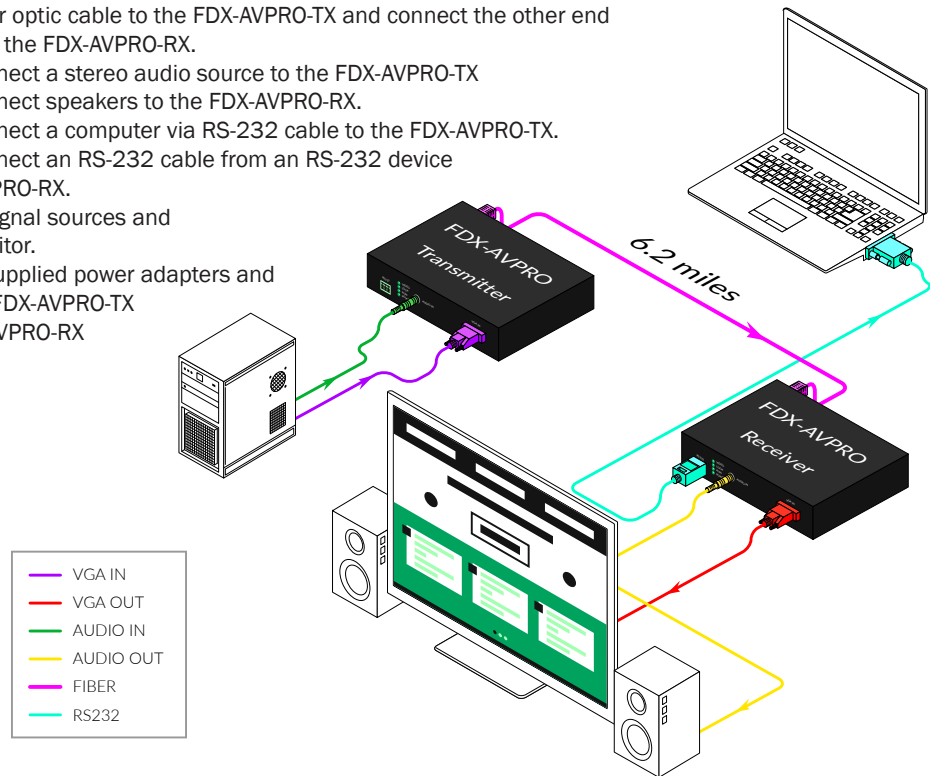 r optic cable to the FDX-AVPRO-TX and connect the other end
the FDX-AVPRO-RX.
nect a stereo audio source to the FDX-AVPRO-TX
nect speakers to the FDX-AVPRO-RX.
nect a computer via RS-232 cable to the FDX-AVPRO-TX.
nect an RS-232 cable from an RS-232 device
PRO-RX.
gnal sources and
itor.
upplied power adapters and
FDX-AVPRO-TX
VPRO-RX
FDX-AVPRO
Transmitter
6.2 miles
FDX-AVPRO
Receiver
VGA IN
VGA OUT
AUDIO IN
AUDIO OUT
FIBER
RS232